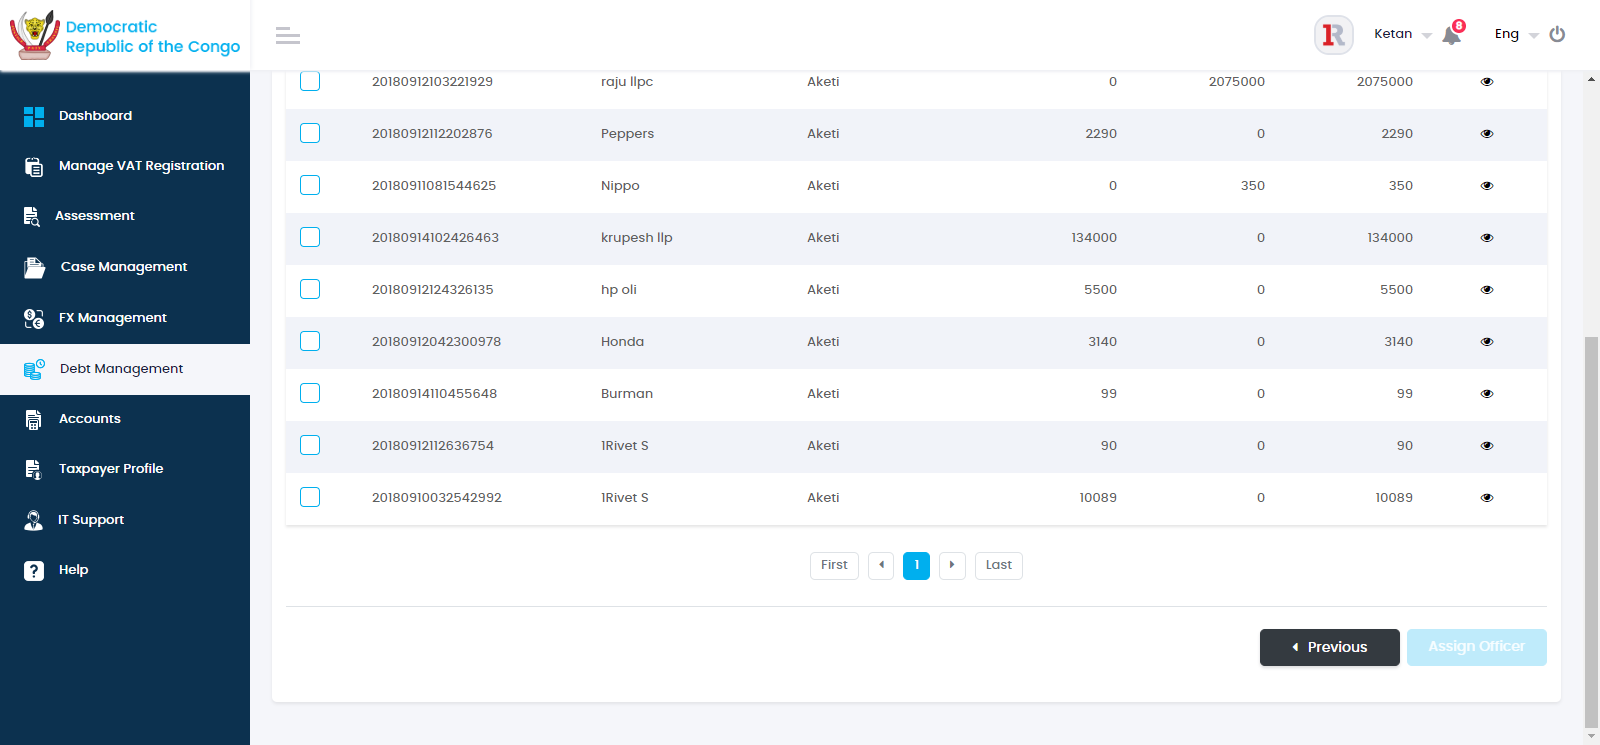 Democratic
Republic of the Congo
Ketan
8
Eng
Dashboard
Manage VAT Registration
Assessment
Case Management
FX Management
Debt Management
Accounts
Taxpayer Profile
IT Support
Help
20180912103221929 raju llpc Aketi 0 2075000 2075000
20180912112202876 Peppers Aketi 2290 0 2290
20180911081544625 Nippo Aketi 0 350 350
20180914102426463 krupesh llp Aketi 134000 0 134000
20180912124326135 hp oli Aketi 5500 0 5500
20180912042300978 Honda Aketi 3140 0 3140
20180914110455648 Burman Aketi 99 0 99
20180912112636754 1Rivet S Aketi 90 0 90
20180910032542992 1Rivet S Aketi 10089 0 10089
First 1 Last
Previous Assign Officer